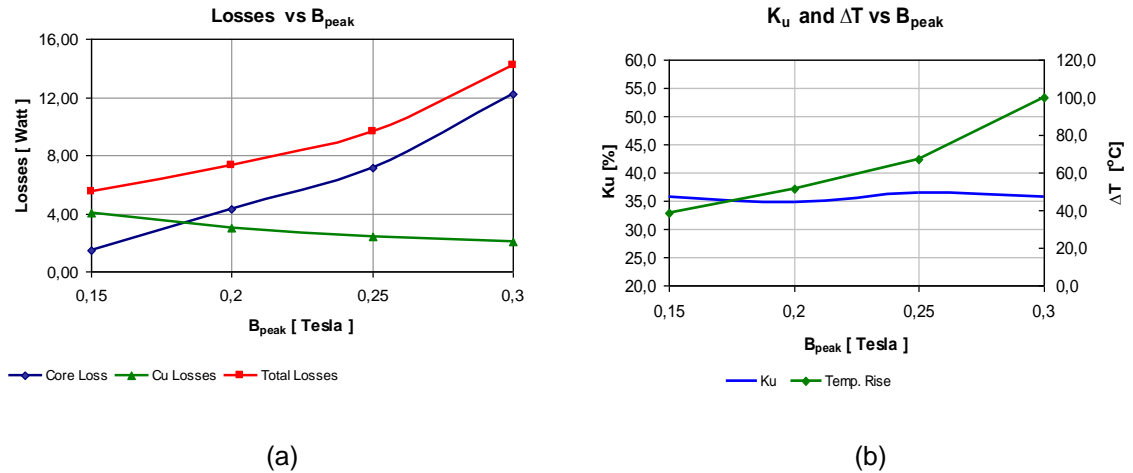 Losses vs B_peak
16,00
12,00
8,00
4,00
0,00
Losses [ Watt ]
0,15 0,2 0,25 0,3
B_peak [ Tesla ]
Core Loss Cu Losses Total Losses
(a)
K_u and ΔT vs B_peak
60,0
55,0
50,0
45,0
40,0
35,0
30,0
25,0
20,0
Ku [%]
120,0
100,0
80,0
60,0
40,0
20,0
0,0
ΔT [°C]
0,15 0,2 0,25 0,3
B_peak [ Tesla ]
Ku Temp. Rise
(b)